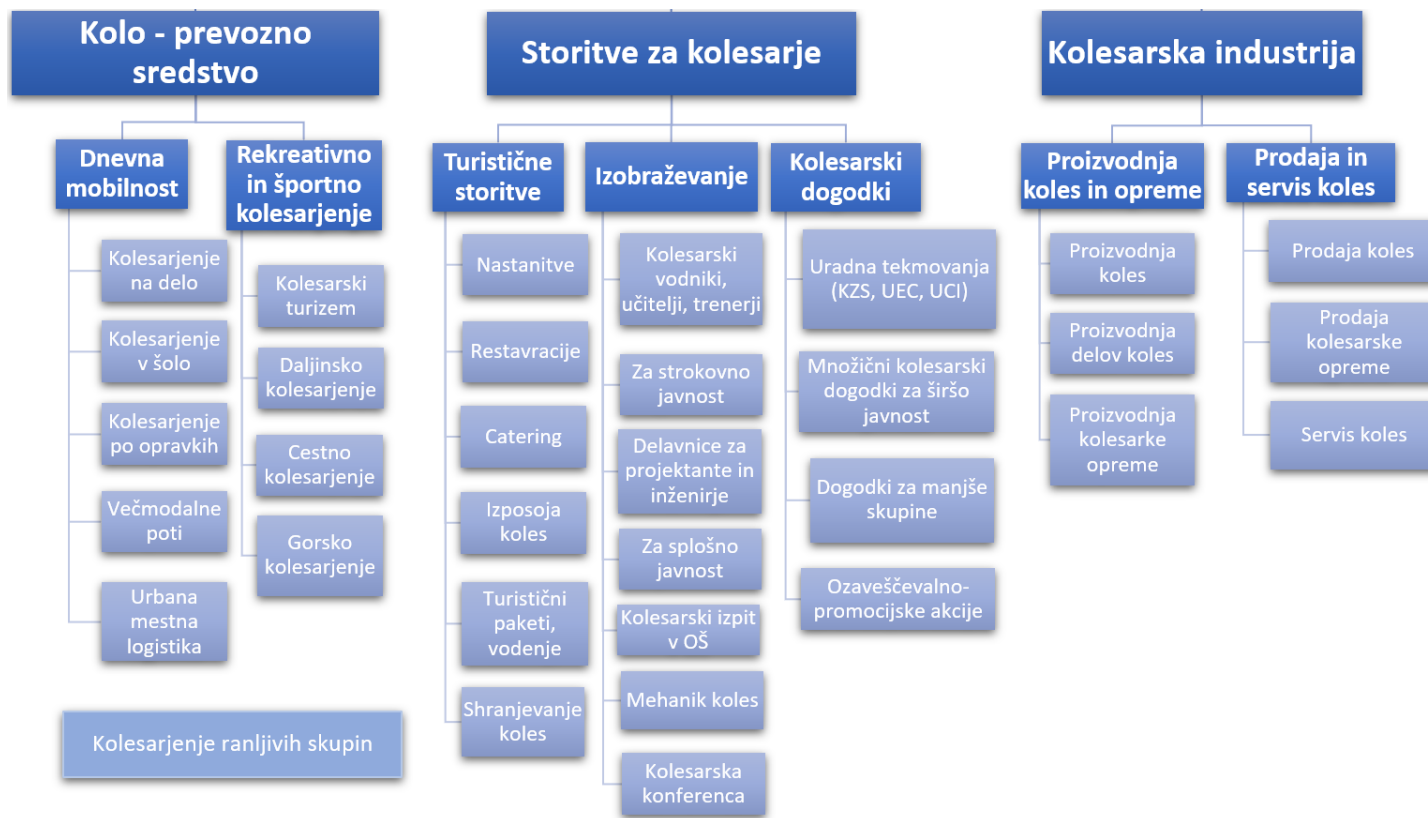 Kolo - prevozno
sredstvo
Dnevna
mobilnost
Kolesarjenje
na delo
Kolesarjenje
v šolo
Kolesarjenje
po opravkih
Večmodalne
poti
Urbana
mestna
logistika
Rekreativno
in športno
kolesarjenje
Kolesarski
turizem
Daljinsko
kolesarjenje
Cestno
kolesarjenje
Gorsko
kolesarjenje
Kolesarjenje ranljivih skupin
Storitve za kolesarje
Turistične
storitve
Nastanitve
Restavracije
Catering
Izposoja
koles
Turistični
paketi,
vodenje
Shranjevanje
koles
Izobraževanje
Kolesarski
vodniki,
učitelji, trenerji
Za strokovno
javnost
Delavnice za
projektante in
inženirje
Za splošno
javnost
Kolesarski izpit
v OŠ
Mehanik koles
Kolesarska
konferenca
Kolesarski
dogodki
Uradna tekmovanja
(KZS, UEC, UCI)
Množični kolesarski
dogodki za širšo
javnost
Dogodki za manjše
skupine
Ozaveščevalno-
promocijske akcije
Kolesarska industrija
Proizvodnja
koles in opreme
Proizvodnja
koles
Proizvodnja
delov koles
Proizvodnja
kolesarke
opreme
Prodaja in
servis koles
Prodaja koles
Prodaja
kolesarske
opreme
Servis koles